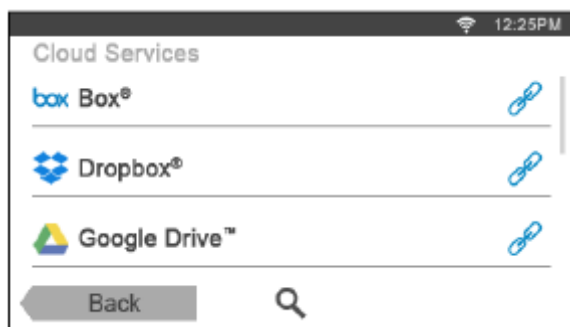 12:25PM
Cloud Services
box Box®
Dropbox®
Google Drive™
Back